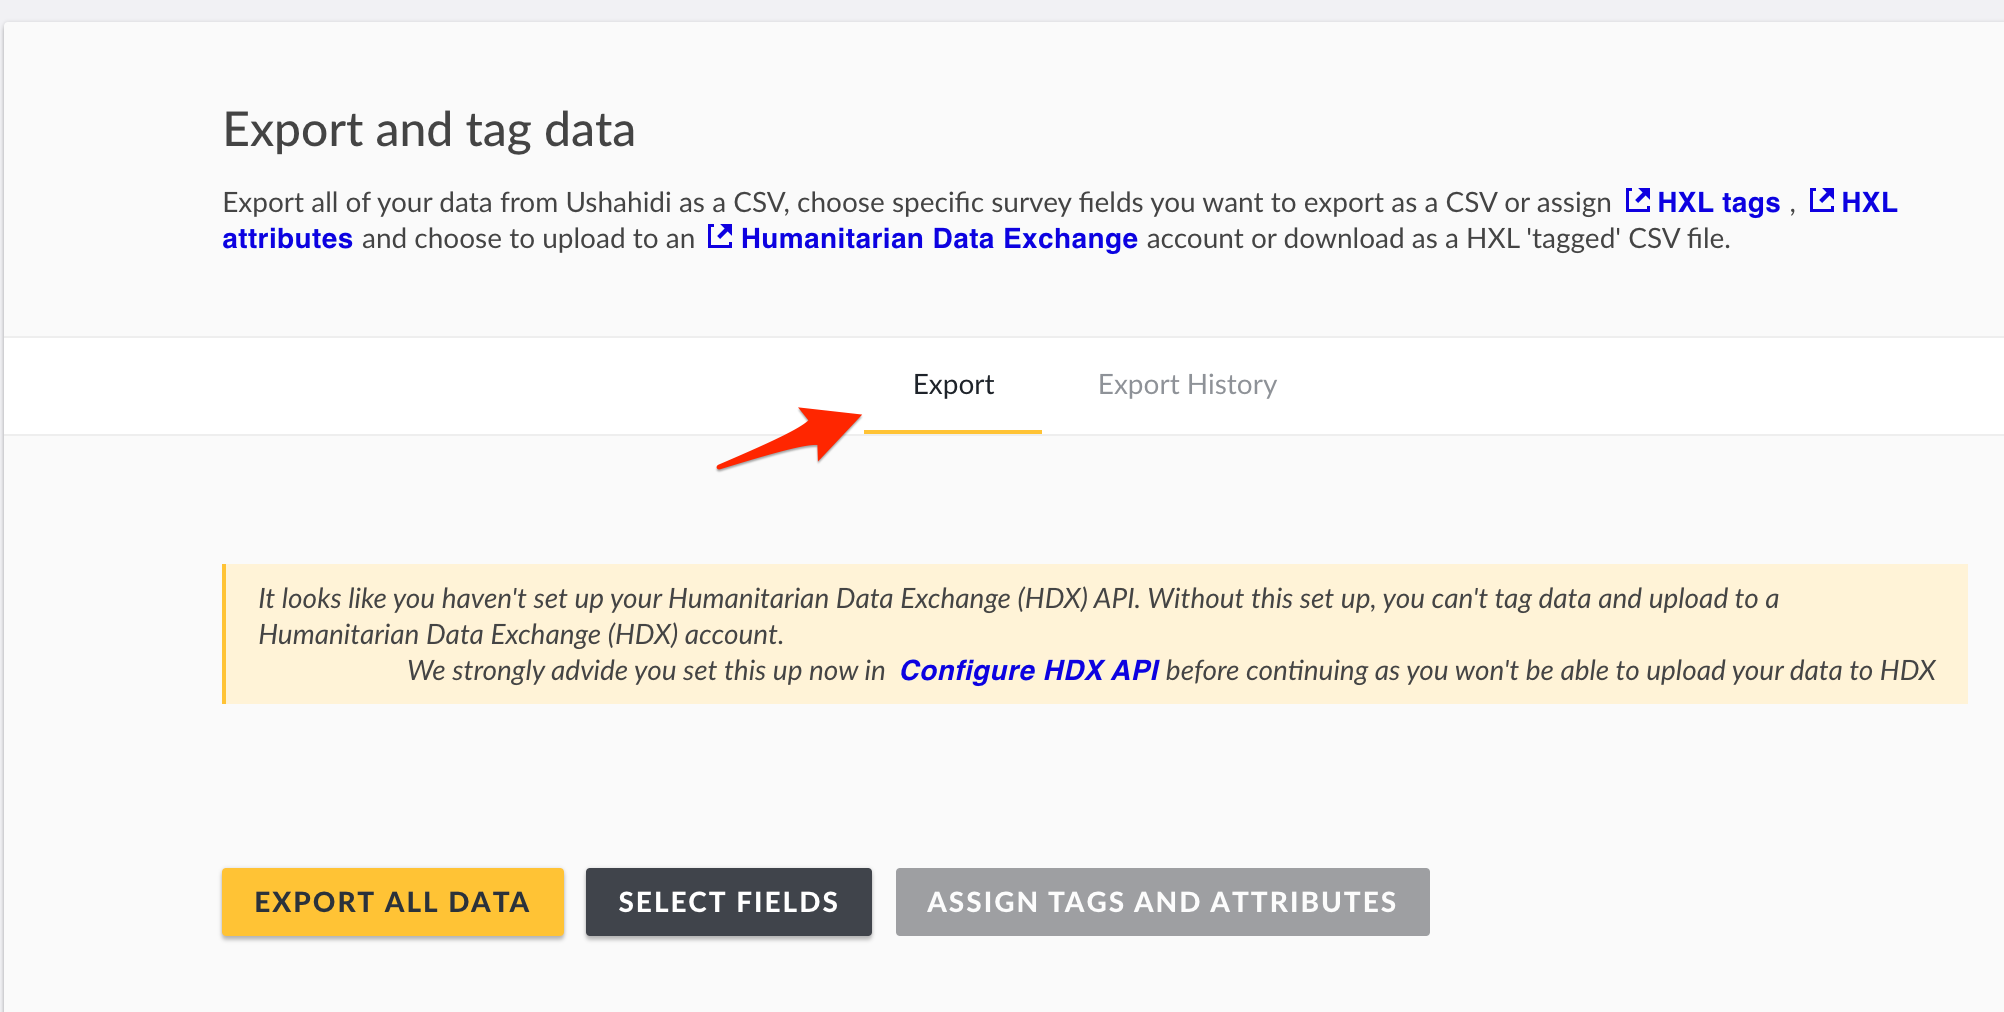 Export and tag data
Export all of your data from Ushahidi as a CSV, choose specific survey fields you want to export as a CSV or assign HXL tags , HXL
attributes and choose to upload to an Humanitarian Data Exchange account or download as a HXL 'tagged' CSV file.
Export Export History
It looks like you haven't set up your Humanitarian Data Exchange (HDX) API. Without this set up, you can't tag data and upload to a
Humanitarian Data Exchange (HDX) account.
We strongly advide you set this up now in Configure HDX API before continuing as you won't be able to upload your data to HDX
EXPORT ALL DATA SELECT FIELDS ASSIGN TAGS AND ATTRIBUTES